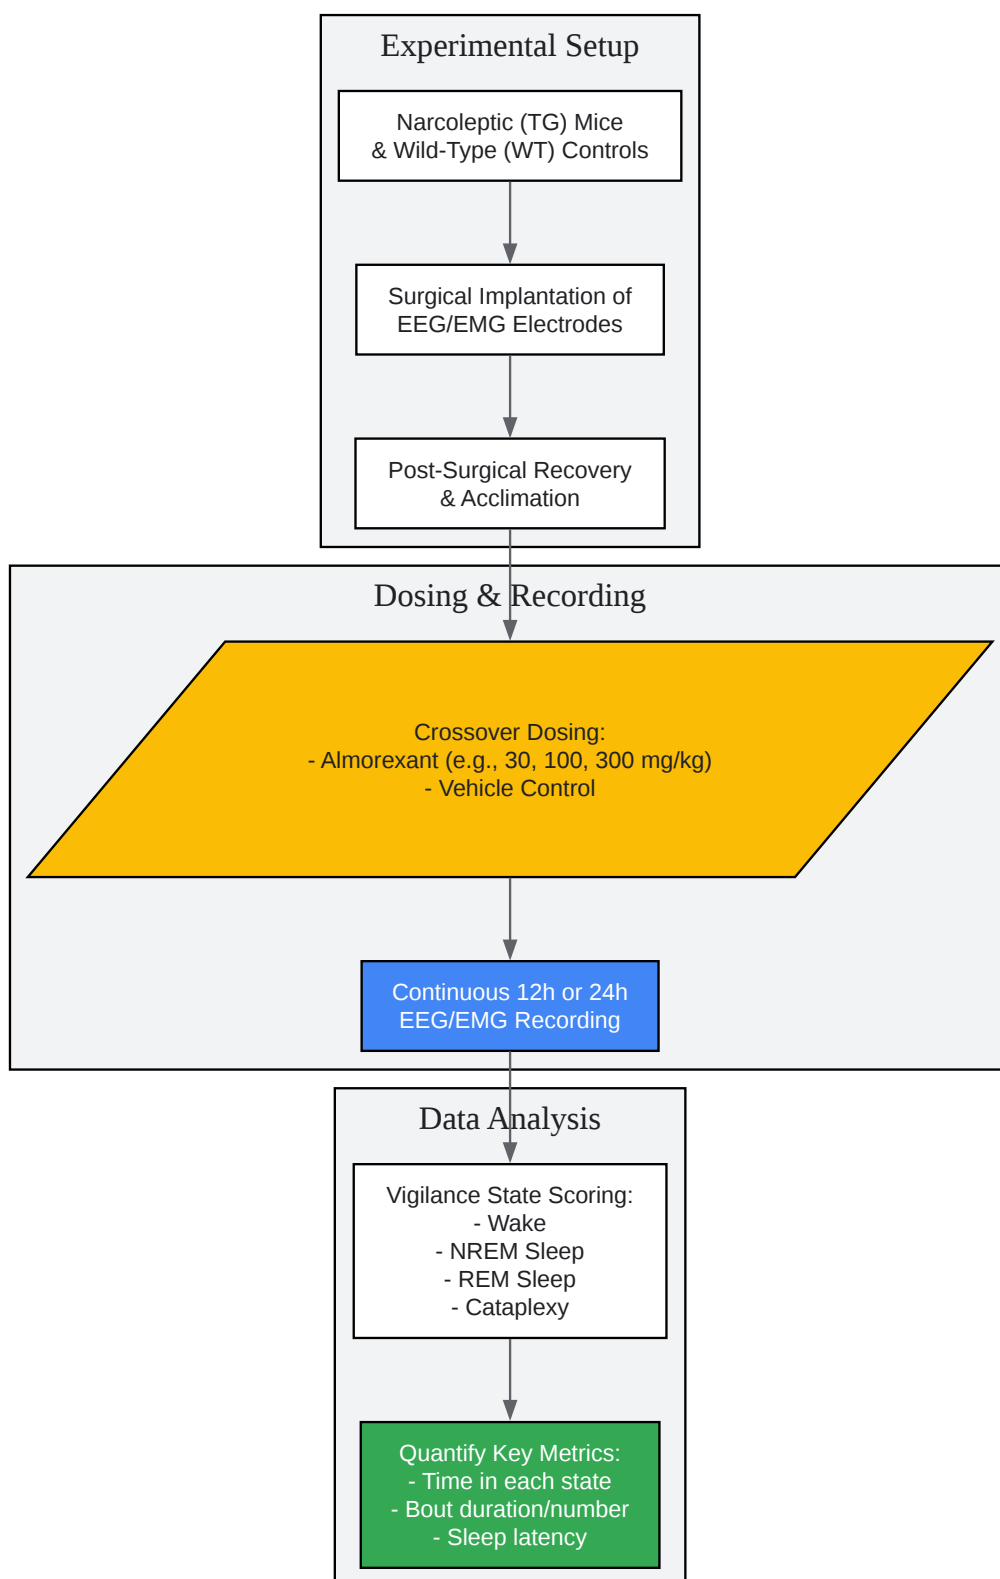 Experimental Setup
Narcoleptic (TG) Mice
& Wild-Type (WT) Controls
Surgical Implantation of
EEG/EMG Electrodes
Post-Surgical Recovery
& Acclimation
Dosing & Recording
Crossover Dosing:
- Almorexant (e.g., 30, 100, 300 mg/kg)
- Vehicle Control
Continuous 12h or 24h
EEG/EMG Recording
Data Analysis
Vigilance State Scoring:
- Wake
- NREM Sleep
- REM Sleep
- Cataplexy
Quantify Key Metrics:
- Time in each state
- Bout duration/number
- Sleep latency